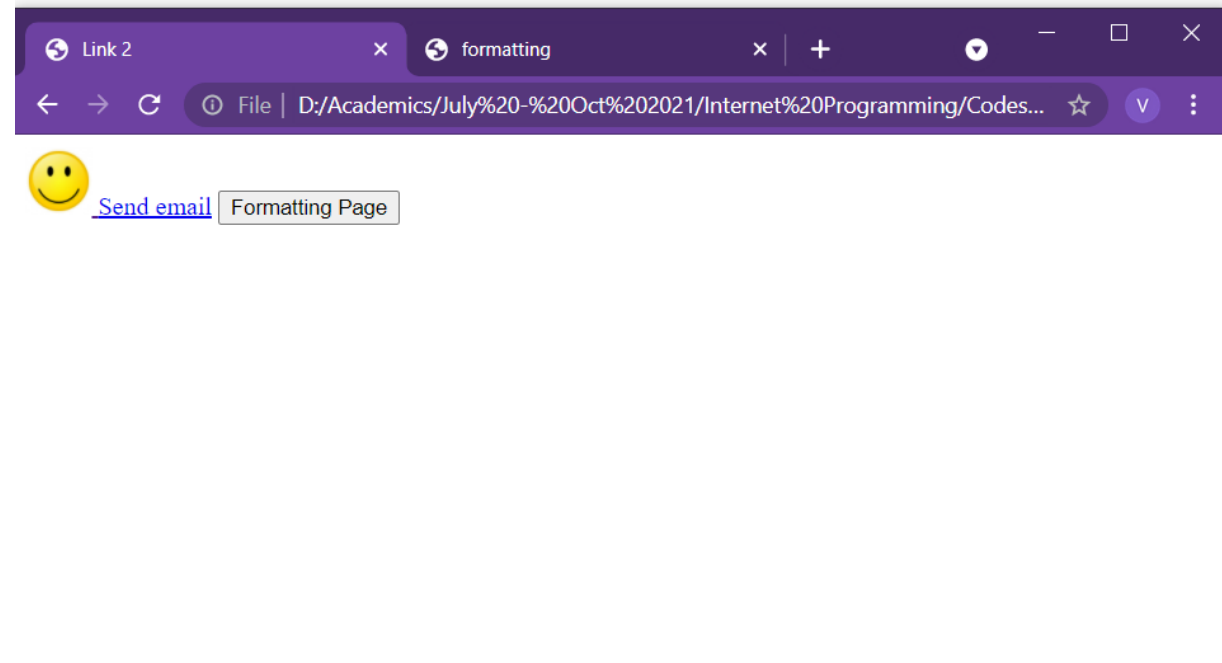 Link 2 formatting
File D:/Academics/July%20-%20Oct%202021/Internet%20Programming/Codes... V
Send email Formatting Page